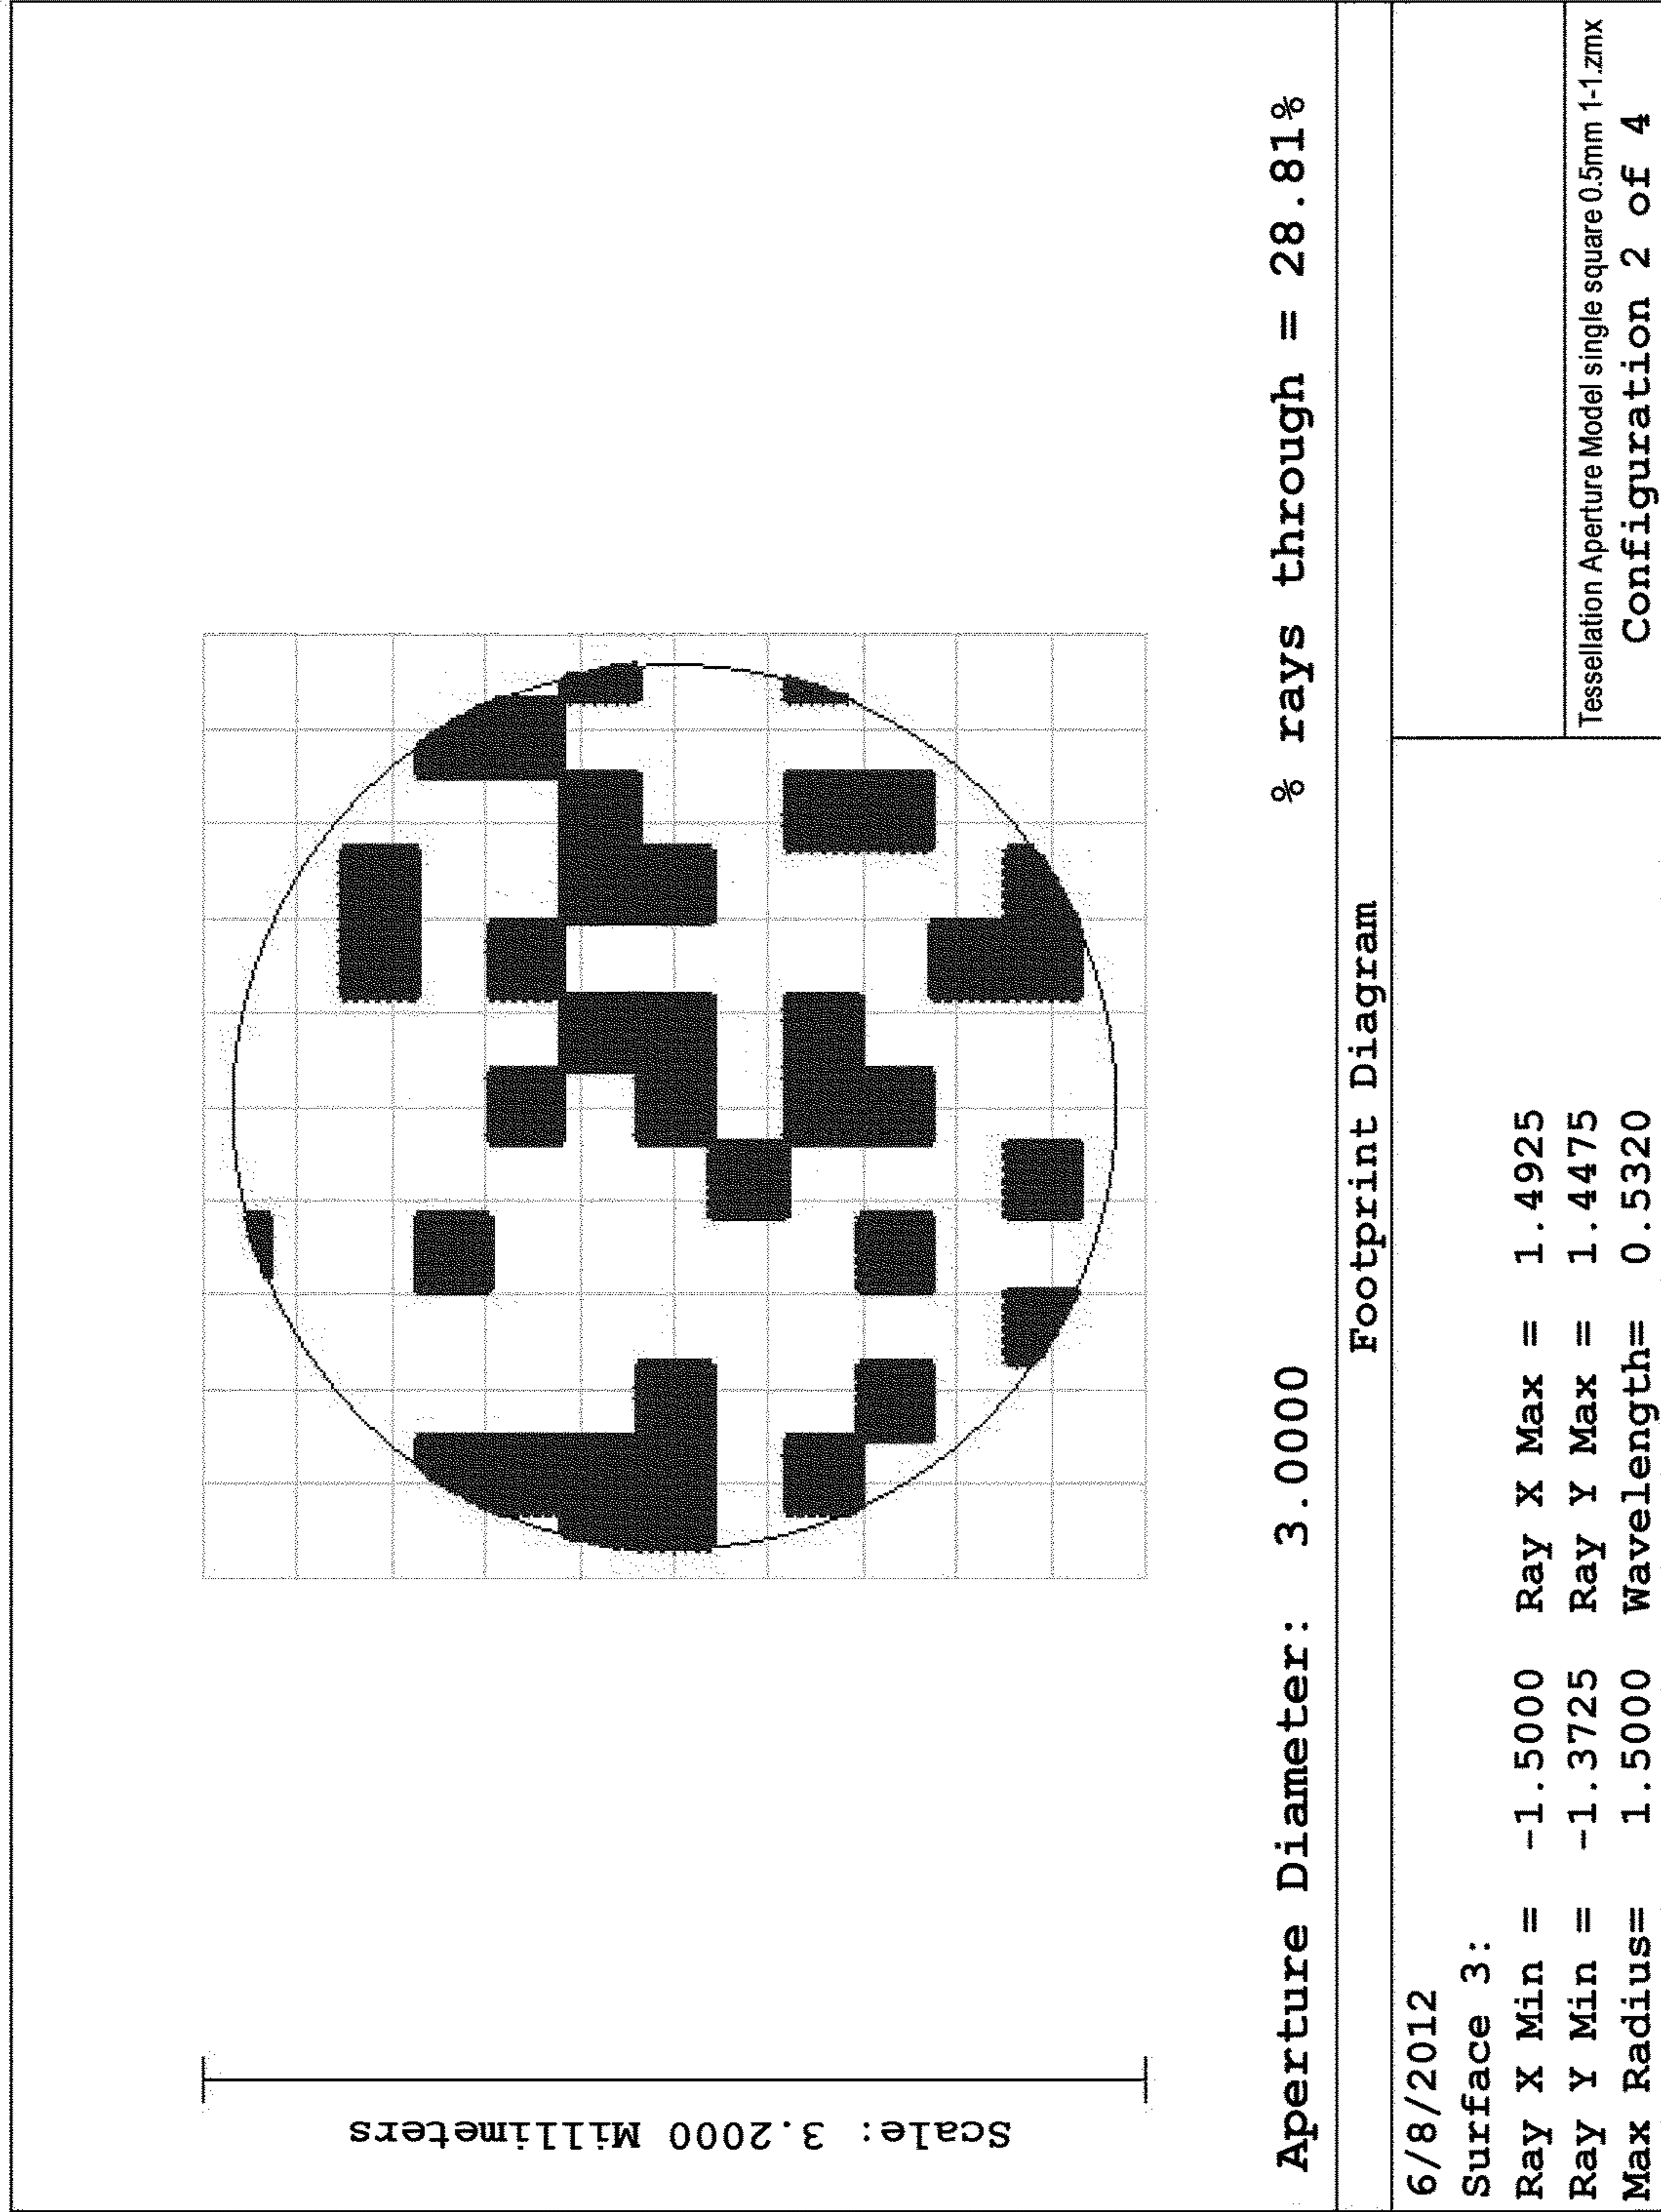 Scale: 3.2000 Millimeters
Aperture Diameter: 3.0000 % rays through = 28.81%
Footprint Diagram
6/8/2012
Surface 3:
Ray X Min = -1.5000 Ray X Max = 1.4925
Ray Y Min = -1.3725 Ray Y Max = 1.4475
Max Radius= 1.5000 Wavelength= 0.5320
Tessellation Aperture Model single square 0.5mm 1-1.zmx
Configuration 2 of 4